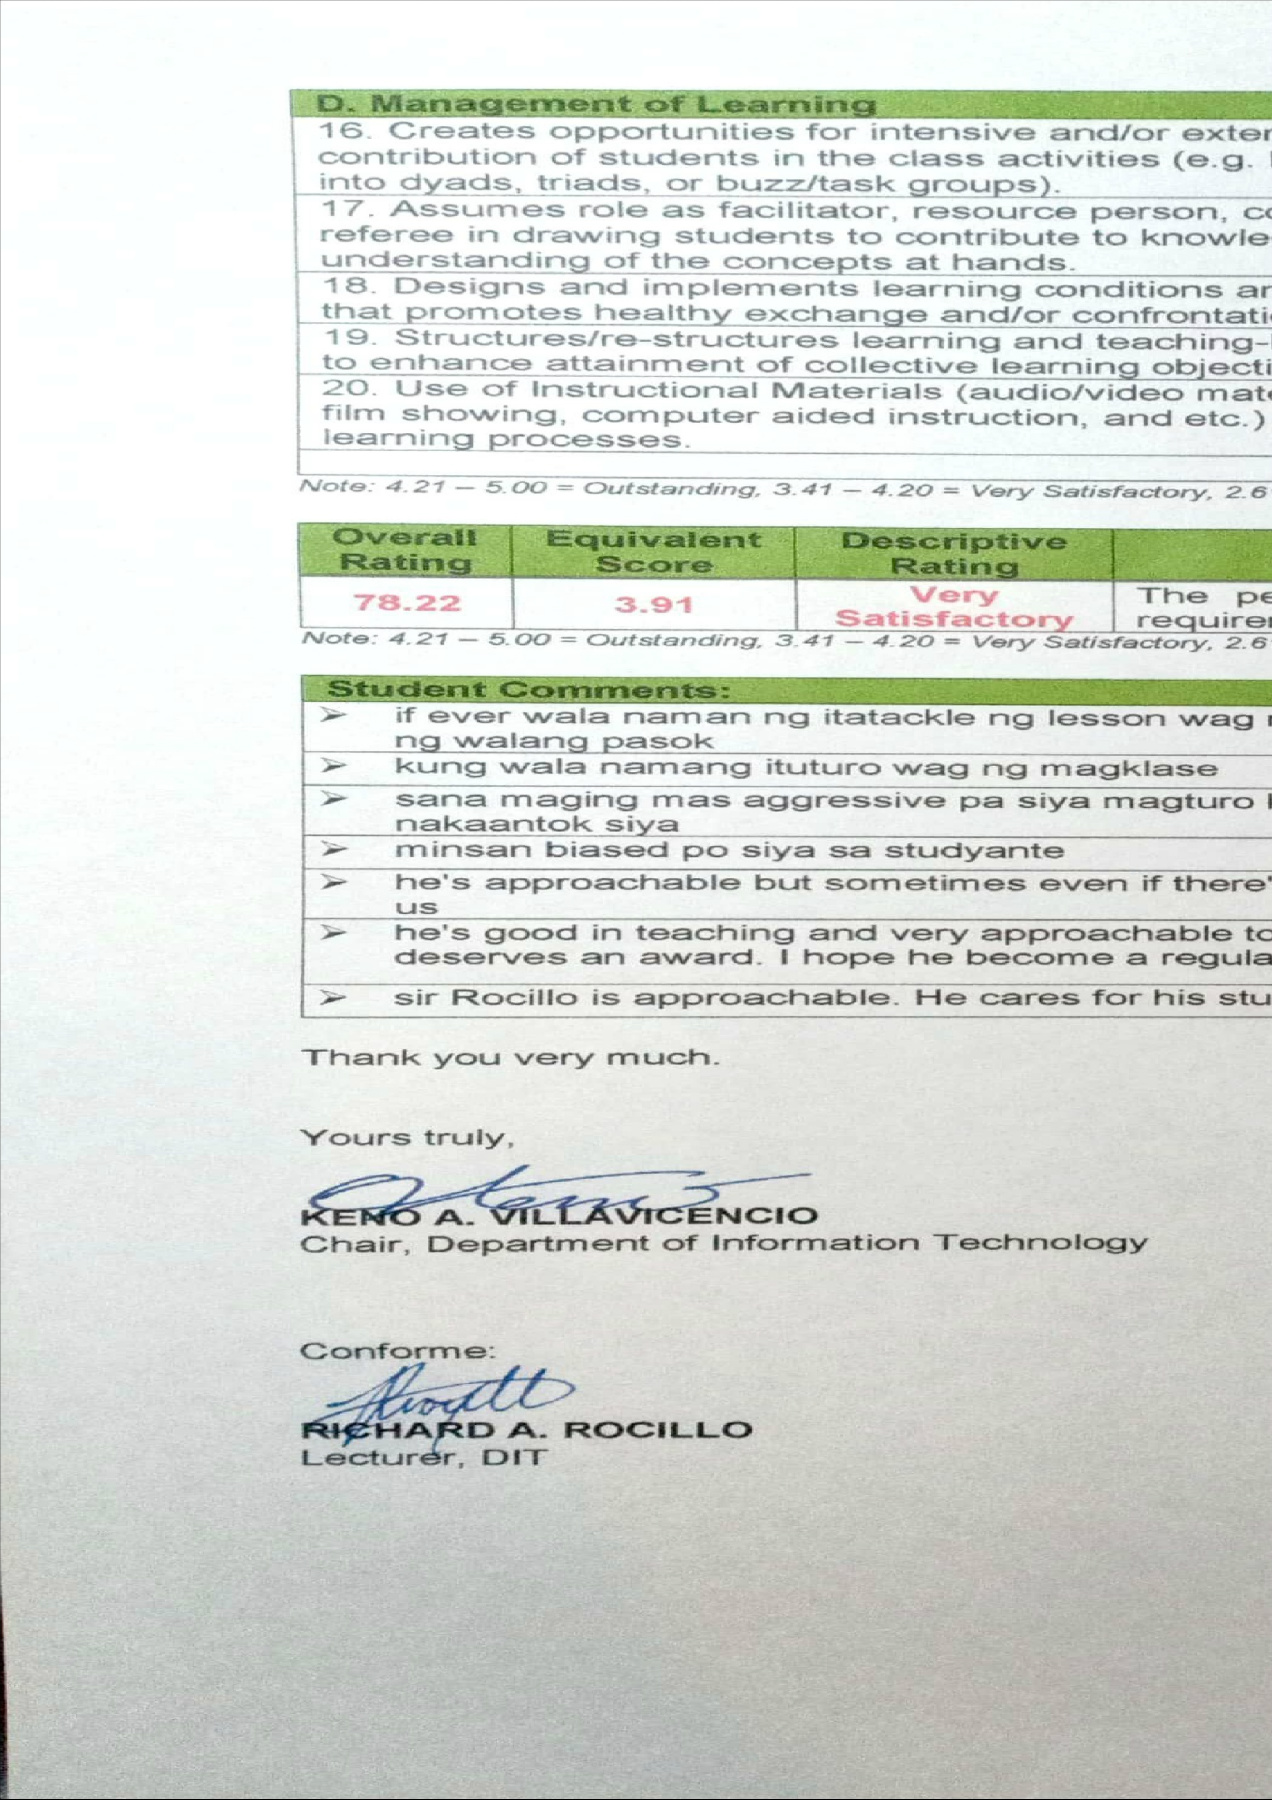 D. Management of Learning
16. Creates opportunities for intensive and/or exten
contribution of students in the class activities (e.g.
into dyads, triads, or buzz/task groups).
17. Assumes role as facilitator, resource person, co
referee in drawing students to contribute to knowle
understanding of the concepts at hands.
18. Designs and implements learning conditions an
that promotes healthy exchange and/or confrontati
19. Structures/re-structures learning and teaching-
to enhance attainment of collective learning objecti
20. Use of Instructional Materials (audio/video mate
film showing, computer aided instruction, and etc.)
learning processes.
Note: 4.21 – 5.00 = Outstanding, 3.41 – 4.20 = Very Satisfactory, 2.6
Overall Equivalent Descriptive
Rating Score Rating
78.22 3.91 Very Satisfactory The pe
requirem
Note: 4.21 – 5.00 = Outstanding, 3.41 – 4.20 = Very Satisfactory, 2.6
Student Comments:
➢ if ever wala naman ng itatackle ng lesson wag
ng walang pasok
➢ kung wala namang ituturo wag ng magklase
➢ sana maging mas aggressive pa siya magturo
nakaantok siya
➢ minsan biased po siya sa studyante
➢ he's approachable but sometimes even if there'
us
➢ he's good in teaching and very approachable to
deserves an award. I hope he become a regula
➢ sir Rocillo is approachable. He cares for his stu
Thank you very much.
Yours truly,
KENO A. VILLAVICENCIO
Chair, Department of Information Technology
Conforme:
RICHARD A. ROCILLO
Lecturer, DIT